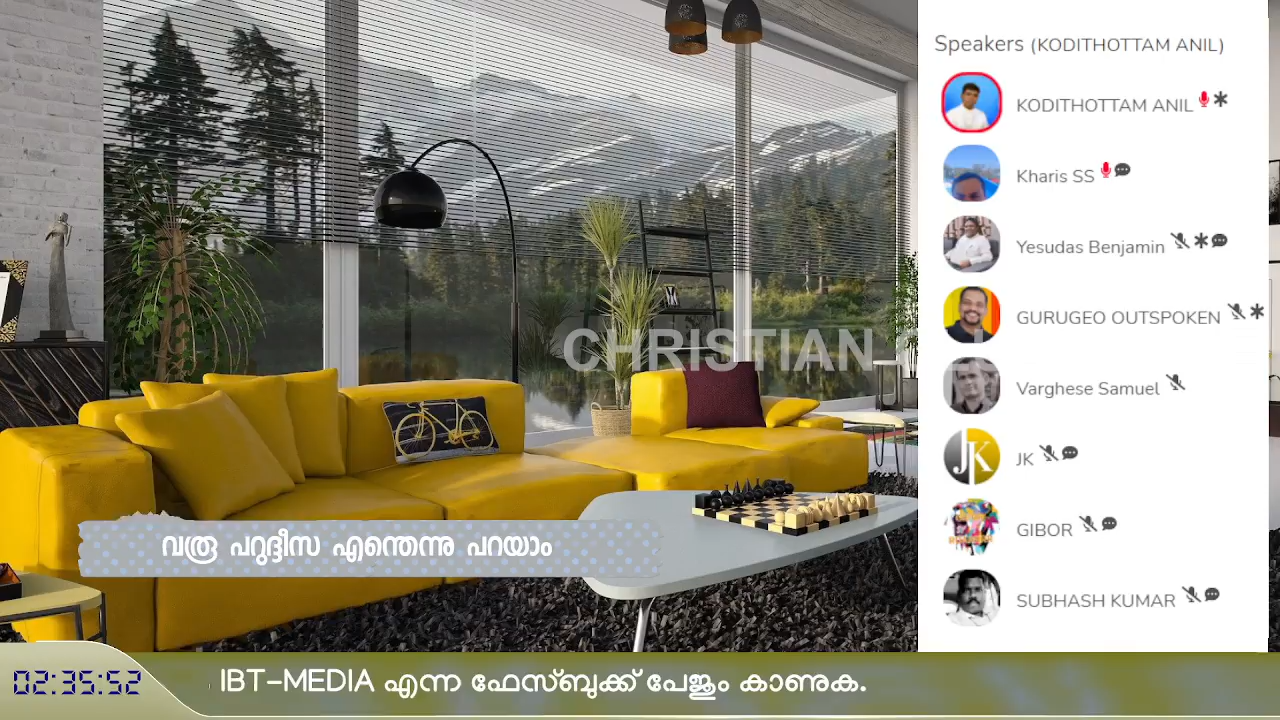 Speakers (KODITHOTTAM ANIL)
KODITHOTTAM ANIL
Kharis SS
Yesudas Benjamin
GURUGEO OUTSPOKEN
Varghese Samuel
JK
GIBOR
SUBHASH KUMAR
CHRISTIAN
വരൂ പറുദ്ദീസ എന്തെന്നു പറയാം
02:35:52
IBT-MEDIA എന്ന ഫേസ്ബുക്ക് പേജും കാണുക.